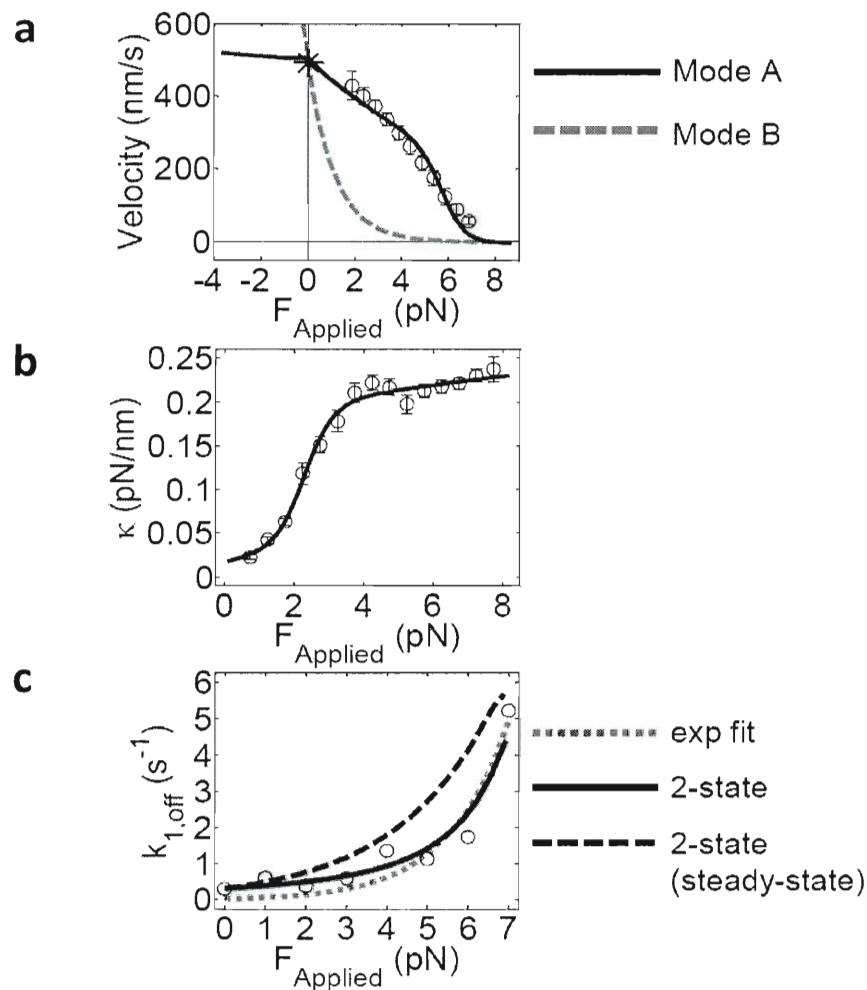 a
600
400
200
0
Velocity (nm/s)
-4 -2 0 2 4 6 8
F Applied (pN)
Mode A
Mode B
b
0.25
0.2
0.15
0.1
0.05
0
κ (pN/nm)
0 2 4 6 8
F Applied (pN)
c
6
5
4
3
2
1
0
k 1,off (s⁻¹)
0 1 2 3 4 5 6 7
F Applied (pN)
exp fit
2-state
2-state
(steady-state)